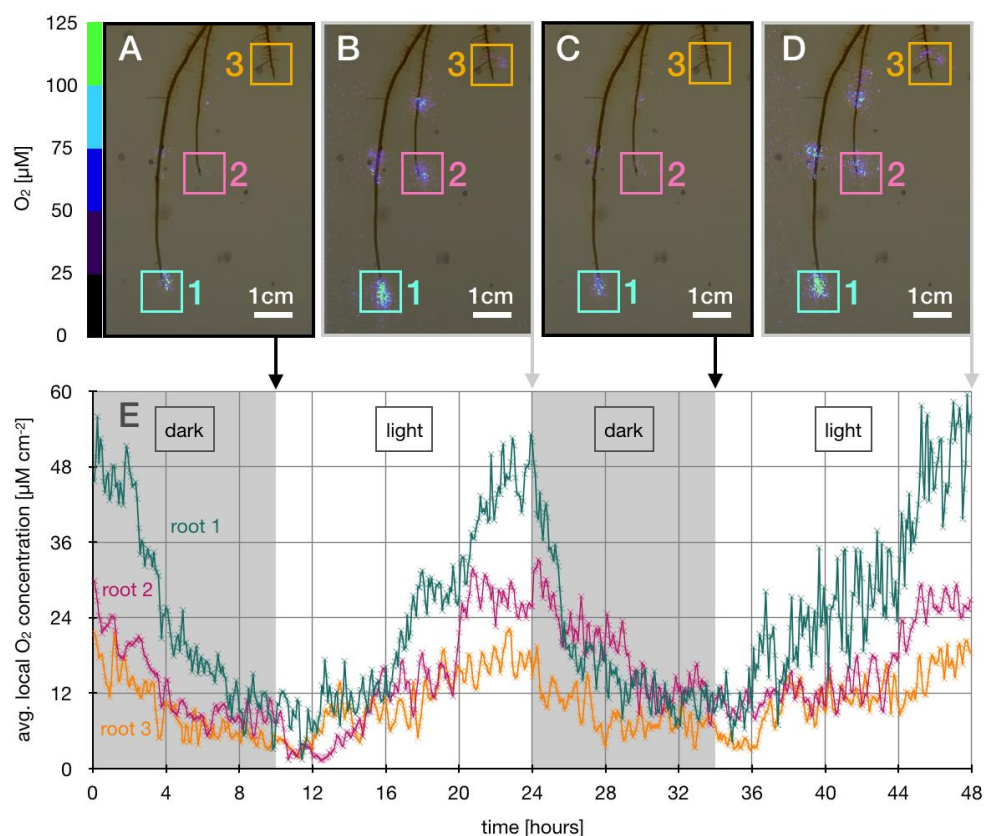 125
100
75
50
25
0
O₂ [µM]
A
3
2
1
1cm
B
3
2
1
1cm
C
3
2
1
1cm
D
3
2
1
1cm
60
48
36
24
12
0
avg. local O₂ concentration [µM cm⁻²]
E
dark
light
dark
light
root 1
root 2
root 3
0 4 8 12 16 20 24 28 32 36 40 44 48
time [hours]